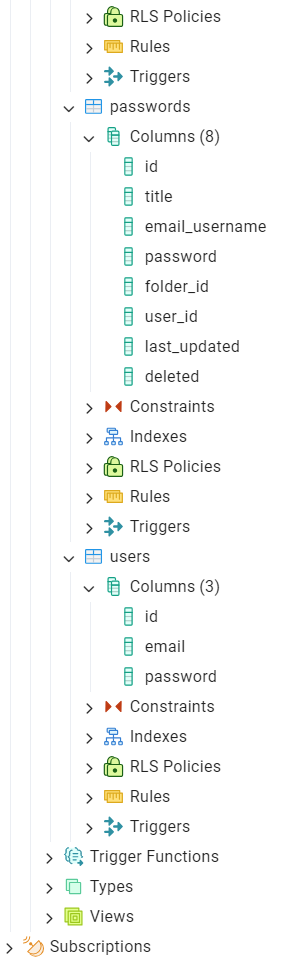 RLS Policies
Rules
Triggers
passwords
Columns (8)
id
title
email_username
password
folder_id
user_id
last_updated
deleted
Constraints
Indexes
RLS Policies
Rules
Triggers
users
Columns (3)
id
email
password
Constraints
Indexes
RLS Policies
Rules
Triggers
Trigger Functions
Types
Views
Subscriptions